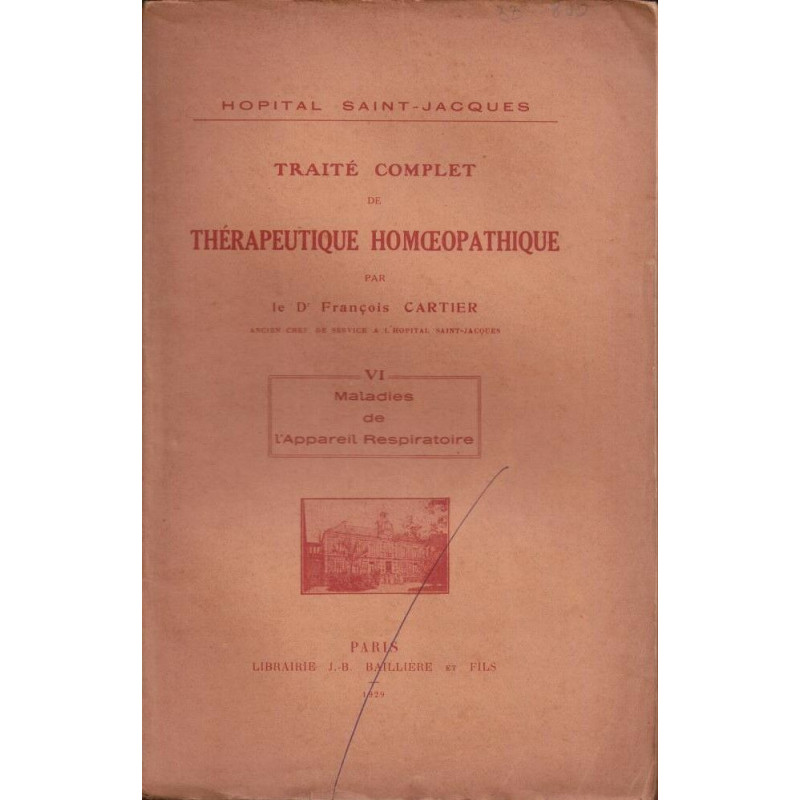 HOPITAL SAINT-JACQUES
TRAITÉ COMPLET
DE
THÉRAPEUTIQUE HOMŒOPATHIQUE
PAR
le Dr François CARTIER
ANCIEN CHEF DE SERVICE A L'HOPITAL SAINT-JACQUES
VI
Maladies
de
l'Appareil Respiratoire
PARIS
LIBRAIRIE J.-B. BAILLIÈRE ET FILS
1929